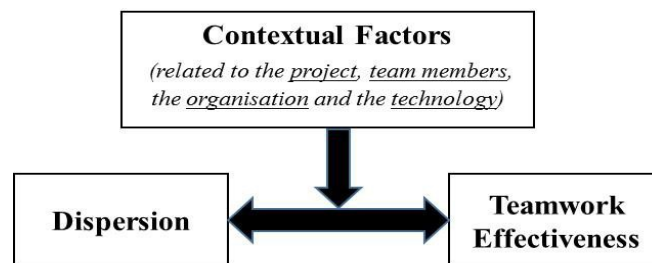 Contextual Factors
(related to the project, team members,
the organisation and the technology)
Dispersion
Teamwork
Effectiveness